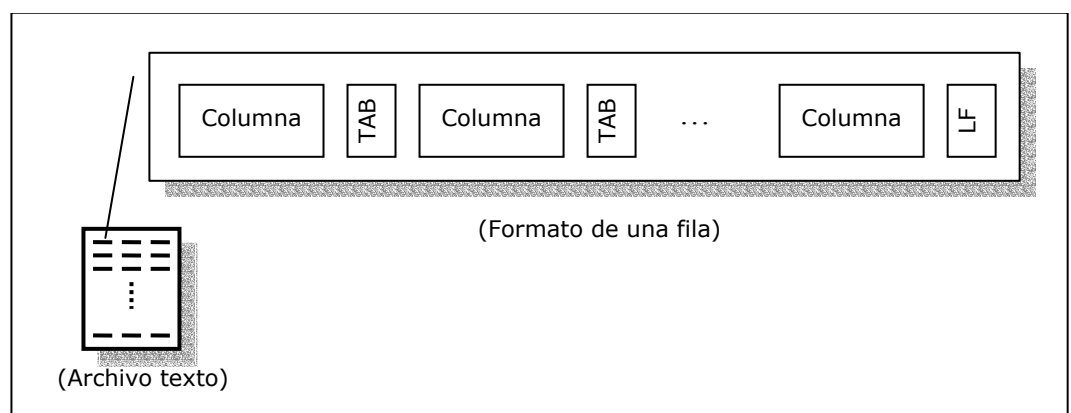 Columna TAB Columna TAB ... Columna LF
(Formato de una fila)
(Archivo texto)